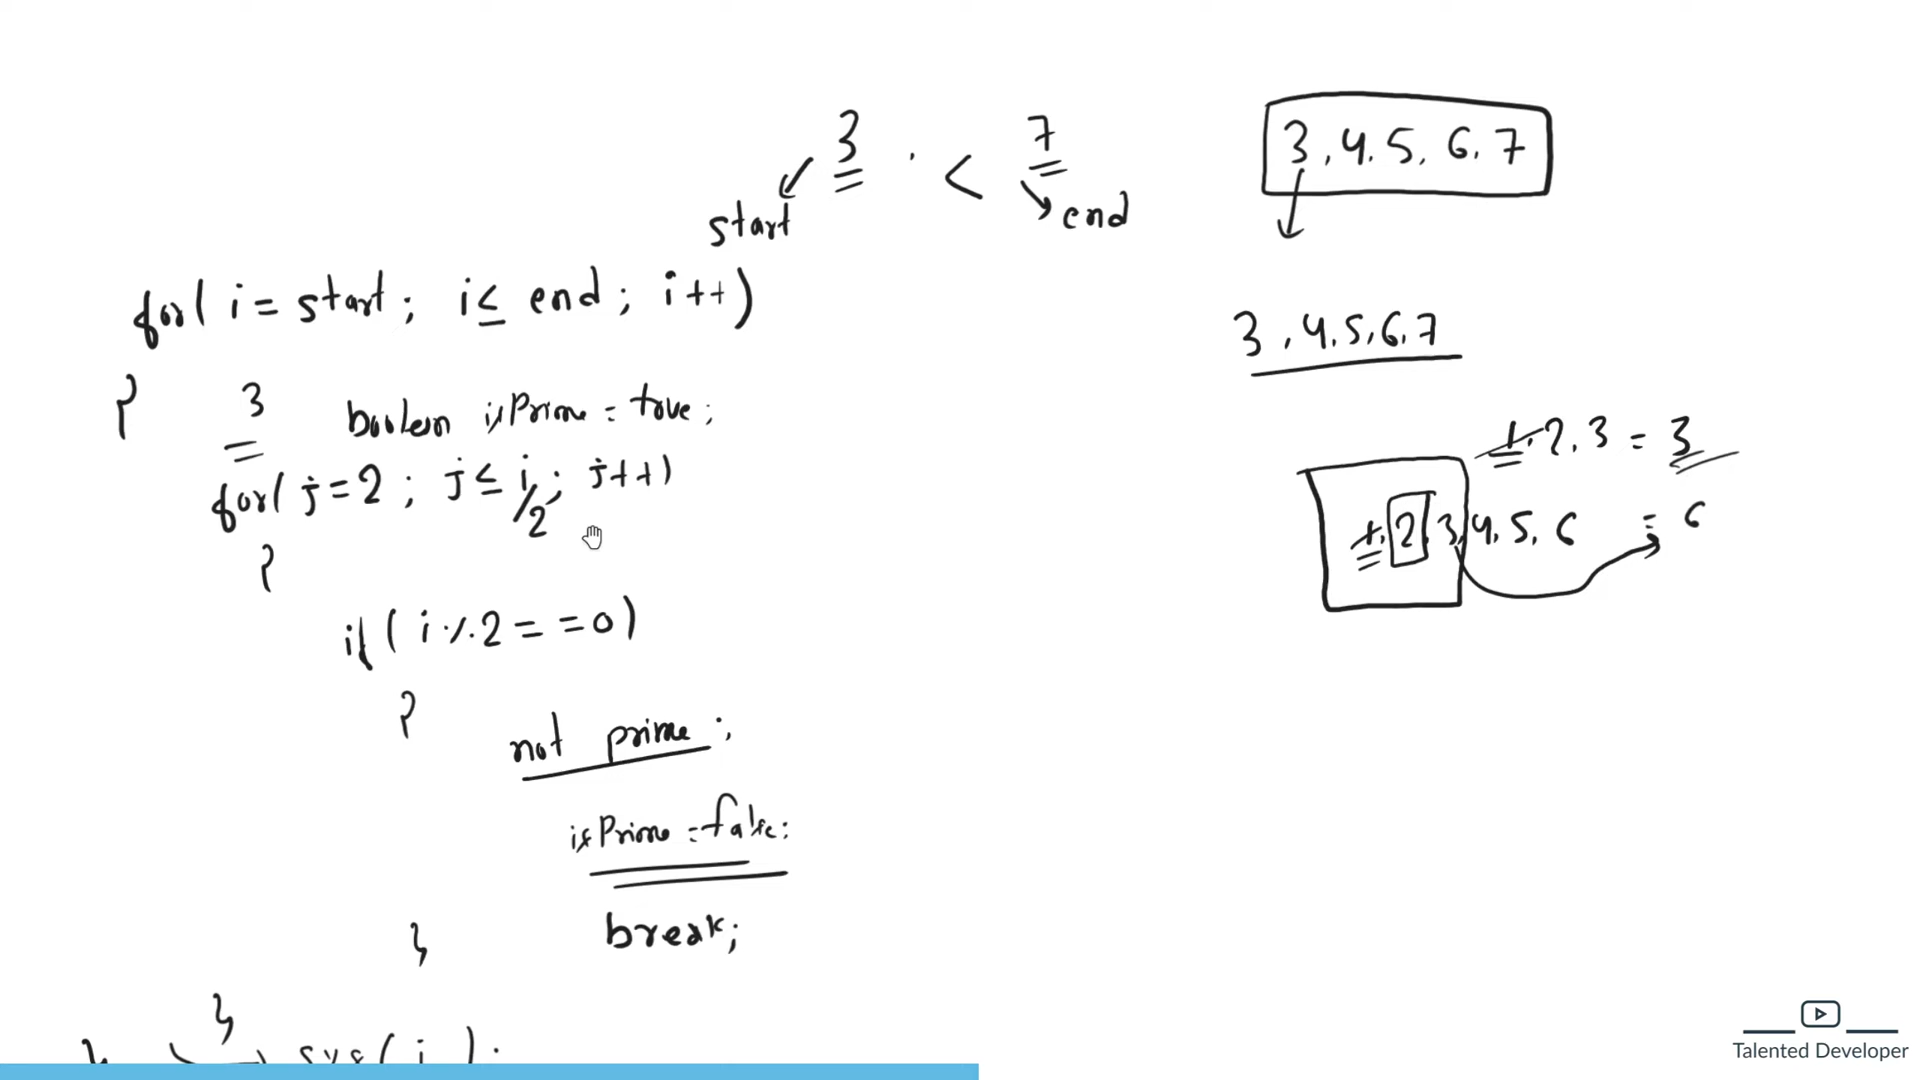 3 < 7
start
end
3, 4, 5, 6, 7
for( i = start; i ≤ end; i++)
3, 4, 5, 6, 7
{
3
boolean isPrime = true;
1, 2, 3 = 3
for( j = 2; j ≤ i/2; j++)
1, 2, 3, 4, 5, 6 = 6
{
if( i % 2 == 0)
{
not prime;
isPrime = false;
break;
}
}
sys( i );
Talented Developer